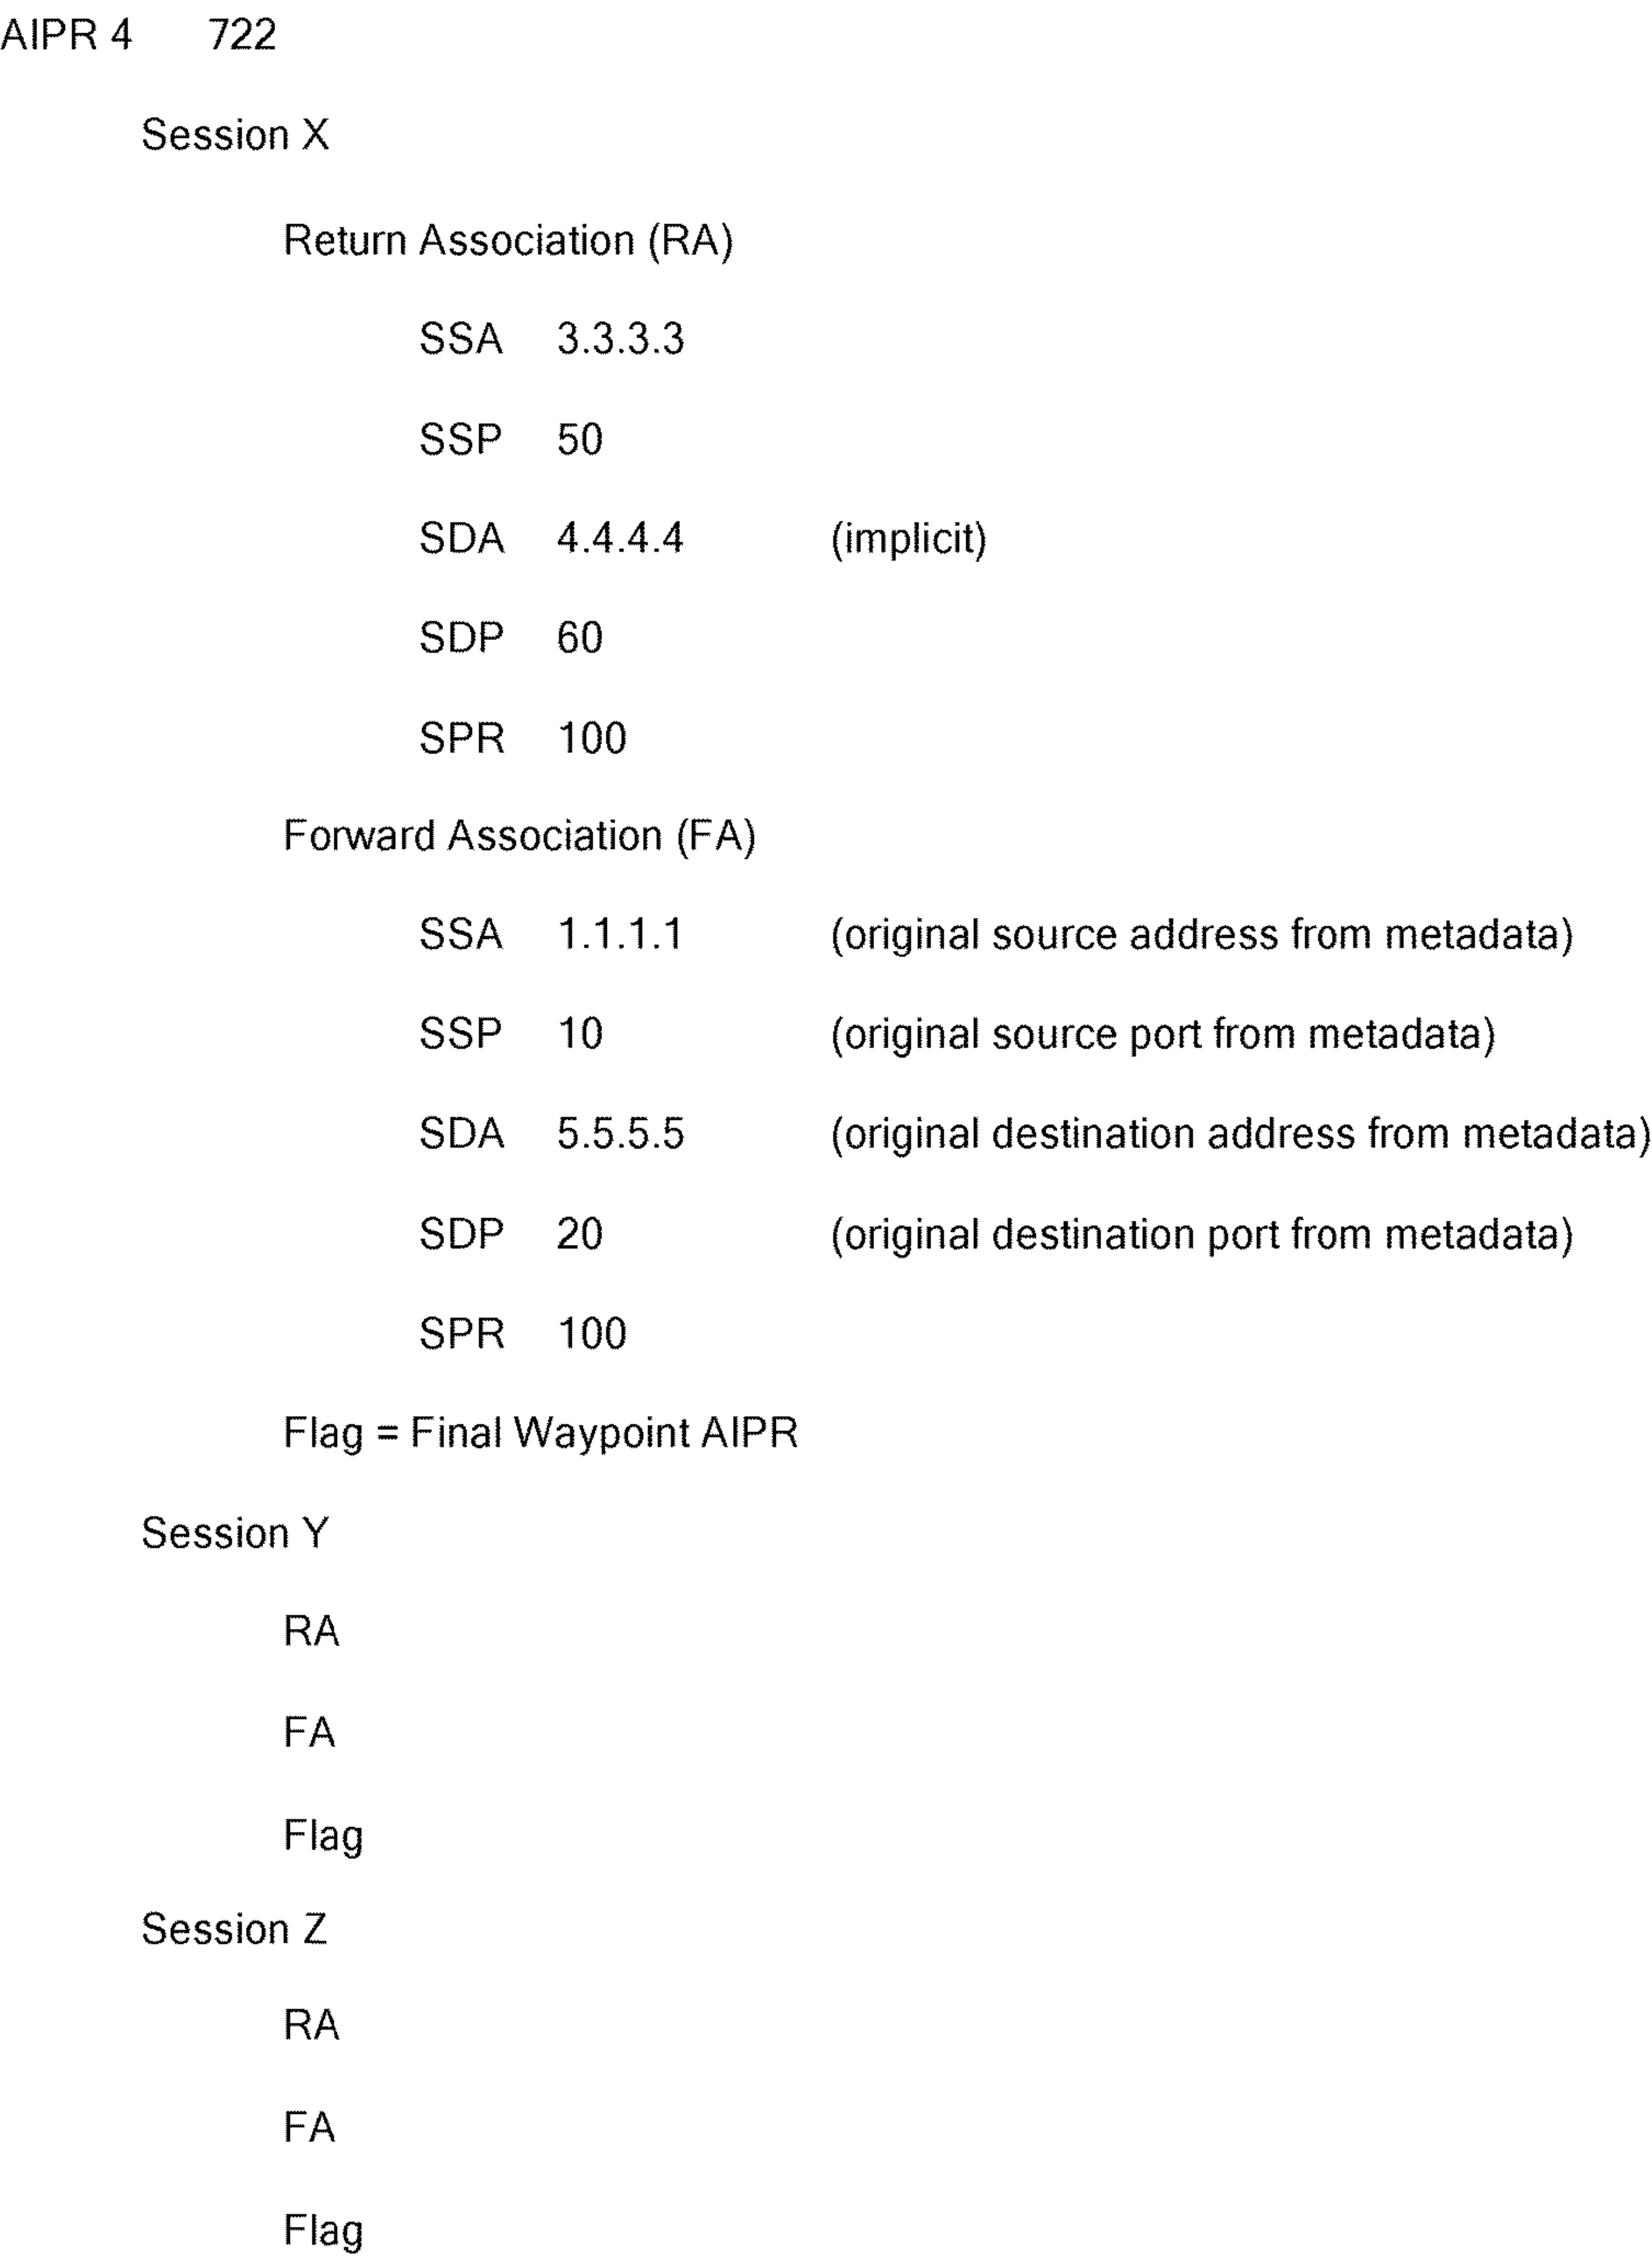 AIPR 4 722
Session X
Return Association (RA)
SSA 3.3.3.3
SSP 50
SDA 4.4.4.4 (implicit)
SDP 60
SPR 100
Forward Association (FA)
SSA 1.1.1.1 (original source address from metadata)
SSP 10 (original source port from metadata)
SDA 5.5.5.5 (original destination address from metadata)
SDP 20 (original destination port from metadata)
SPR 100
Flag = Final Waypoint AIPR
Session Y
RA
FA
Flag
Session Z
RA
FA
Flag